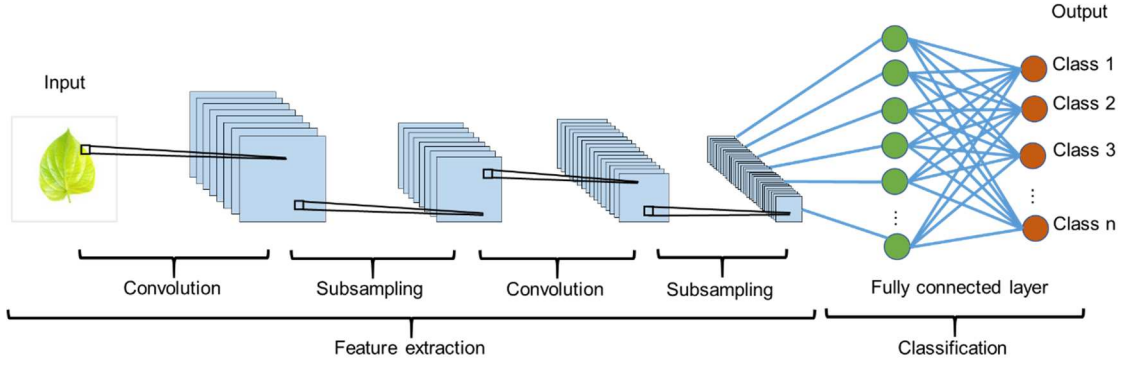 Output
Input
Class 1
Class 2
Class 3
⋮
Class n
⋮
Convolution
Subsampling
Convolution
Subsampling
Fully connected layer
Feature extraction
Classification